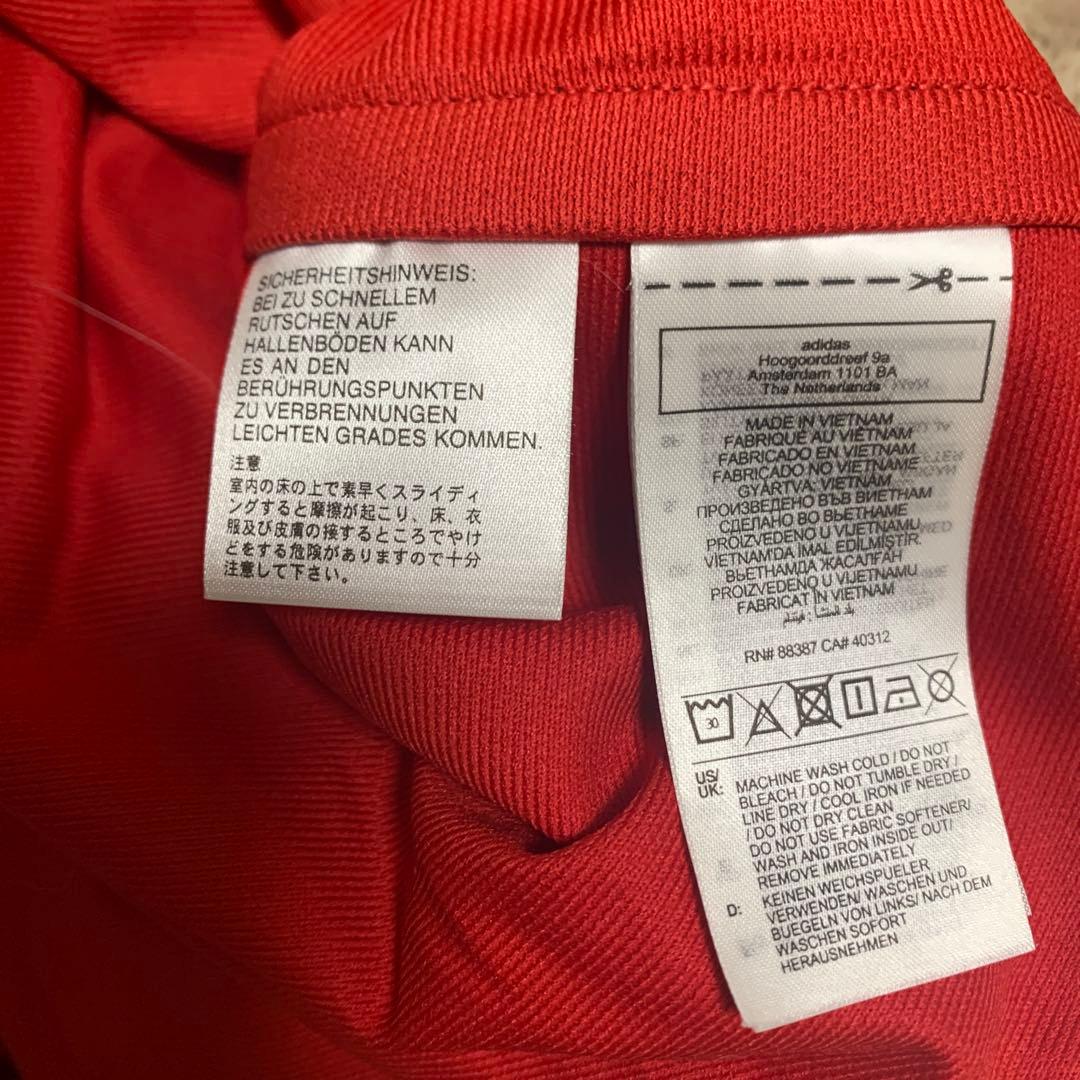 SICHERHEITSHINWEIS:
BEI ZU SCHNELLEM
RUTSCHEN AUF
HALLENBÖDEN KANN
ES AN DEN
BERÜHRUNGSPUNKTEN
ZU VERBRENNUNGEN
LEICHTEN GRADES KOMMEN.
注意
室内の床の上で素早くスライディ
ングすると摩擦が起こり、床、衣
服及び皮膚の接するところでやけ
どをする危険がありますので十分
注意して下さい。
adidas
Hoogoorddreef 9a
Amsterdam 1101 BA
The Netherlands
MADE IN VIETNAM
FABRIQUÉ AU VIETNAM
FABRICADO EN VIETNAM
FABRICADO NO VIETNAME
GYÁRTVA: VIETNÁM
ПРОИЗВЕДЕНО ВЪВ ВИЕТНАМ
СДЕЛАНО ВО ВЬЕТНАМЕ
PROIZVEDENO U VIJETNAMU
VİETNAM'DA İMAL EDİLMİŞTİR.
ВЬЕТНАМДА ЖАСАЛҒАН
PROIZVEDENO U VIJETNAMU
FABRICAT ÎN VIETNAM
بلد المنشأ : فيتنام
RN# 88387 CA# 40312
30
US/
UK:
MACHINE WASH COLD / DO NOT
BLEACH / DO NOT TUMBLE DRY /
LINE DRY / COOL IRON IF NEEDED
/ DO NOT DRY CLEAN
DO NOT USE FABRIC SOFTENER/
WASH AND IRON INSIDE OUT/
REMOVE IMMEDIATELY
D:
KEINEN WEICHSPUELER
VERWENDEN/ WASCHEN UND
BUEGELN VON LINKS/ NACH DEM
WASCHEN SOFORT
HERAUSNEHMEN